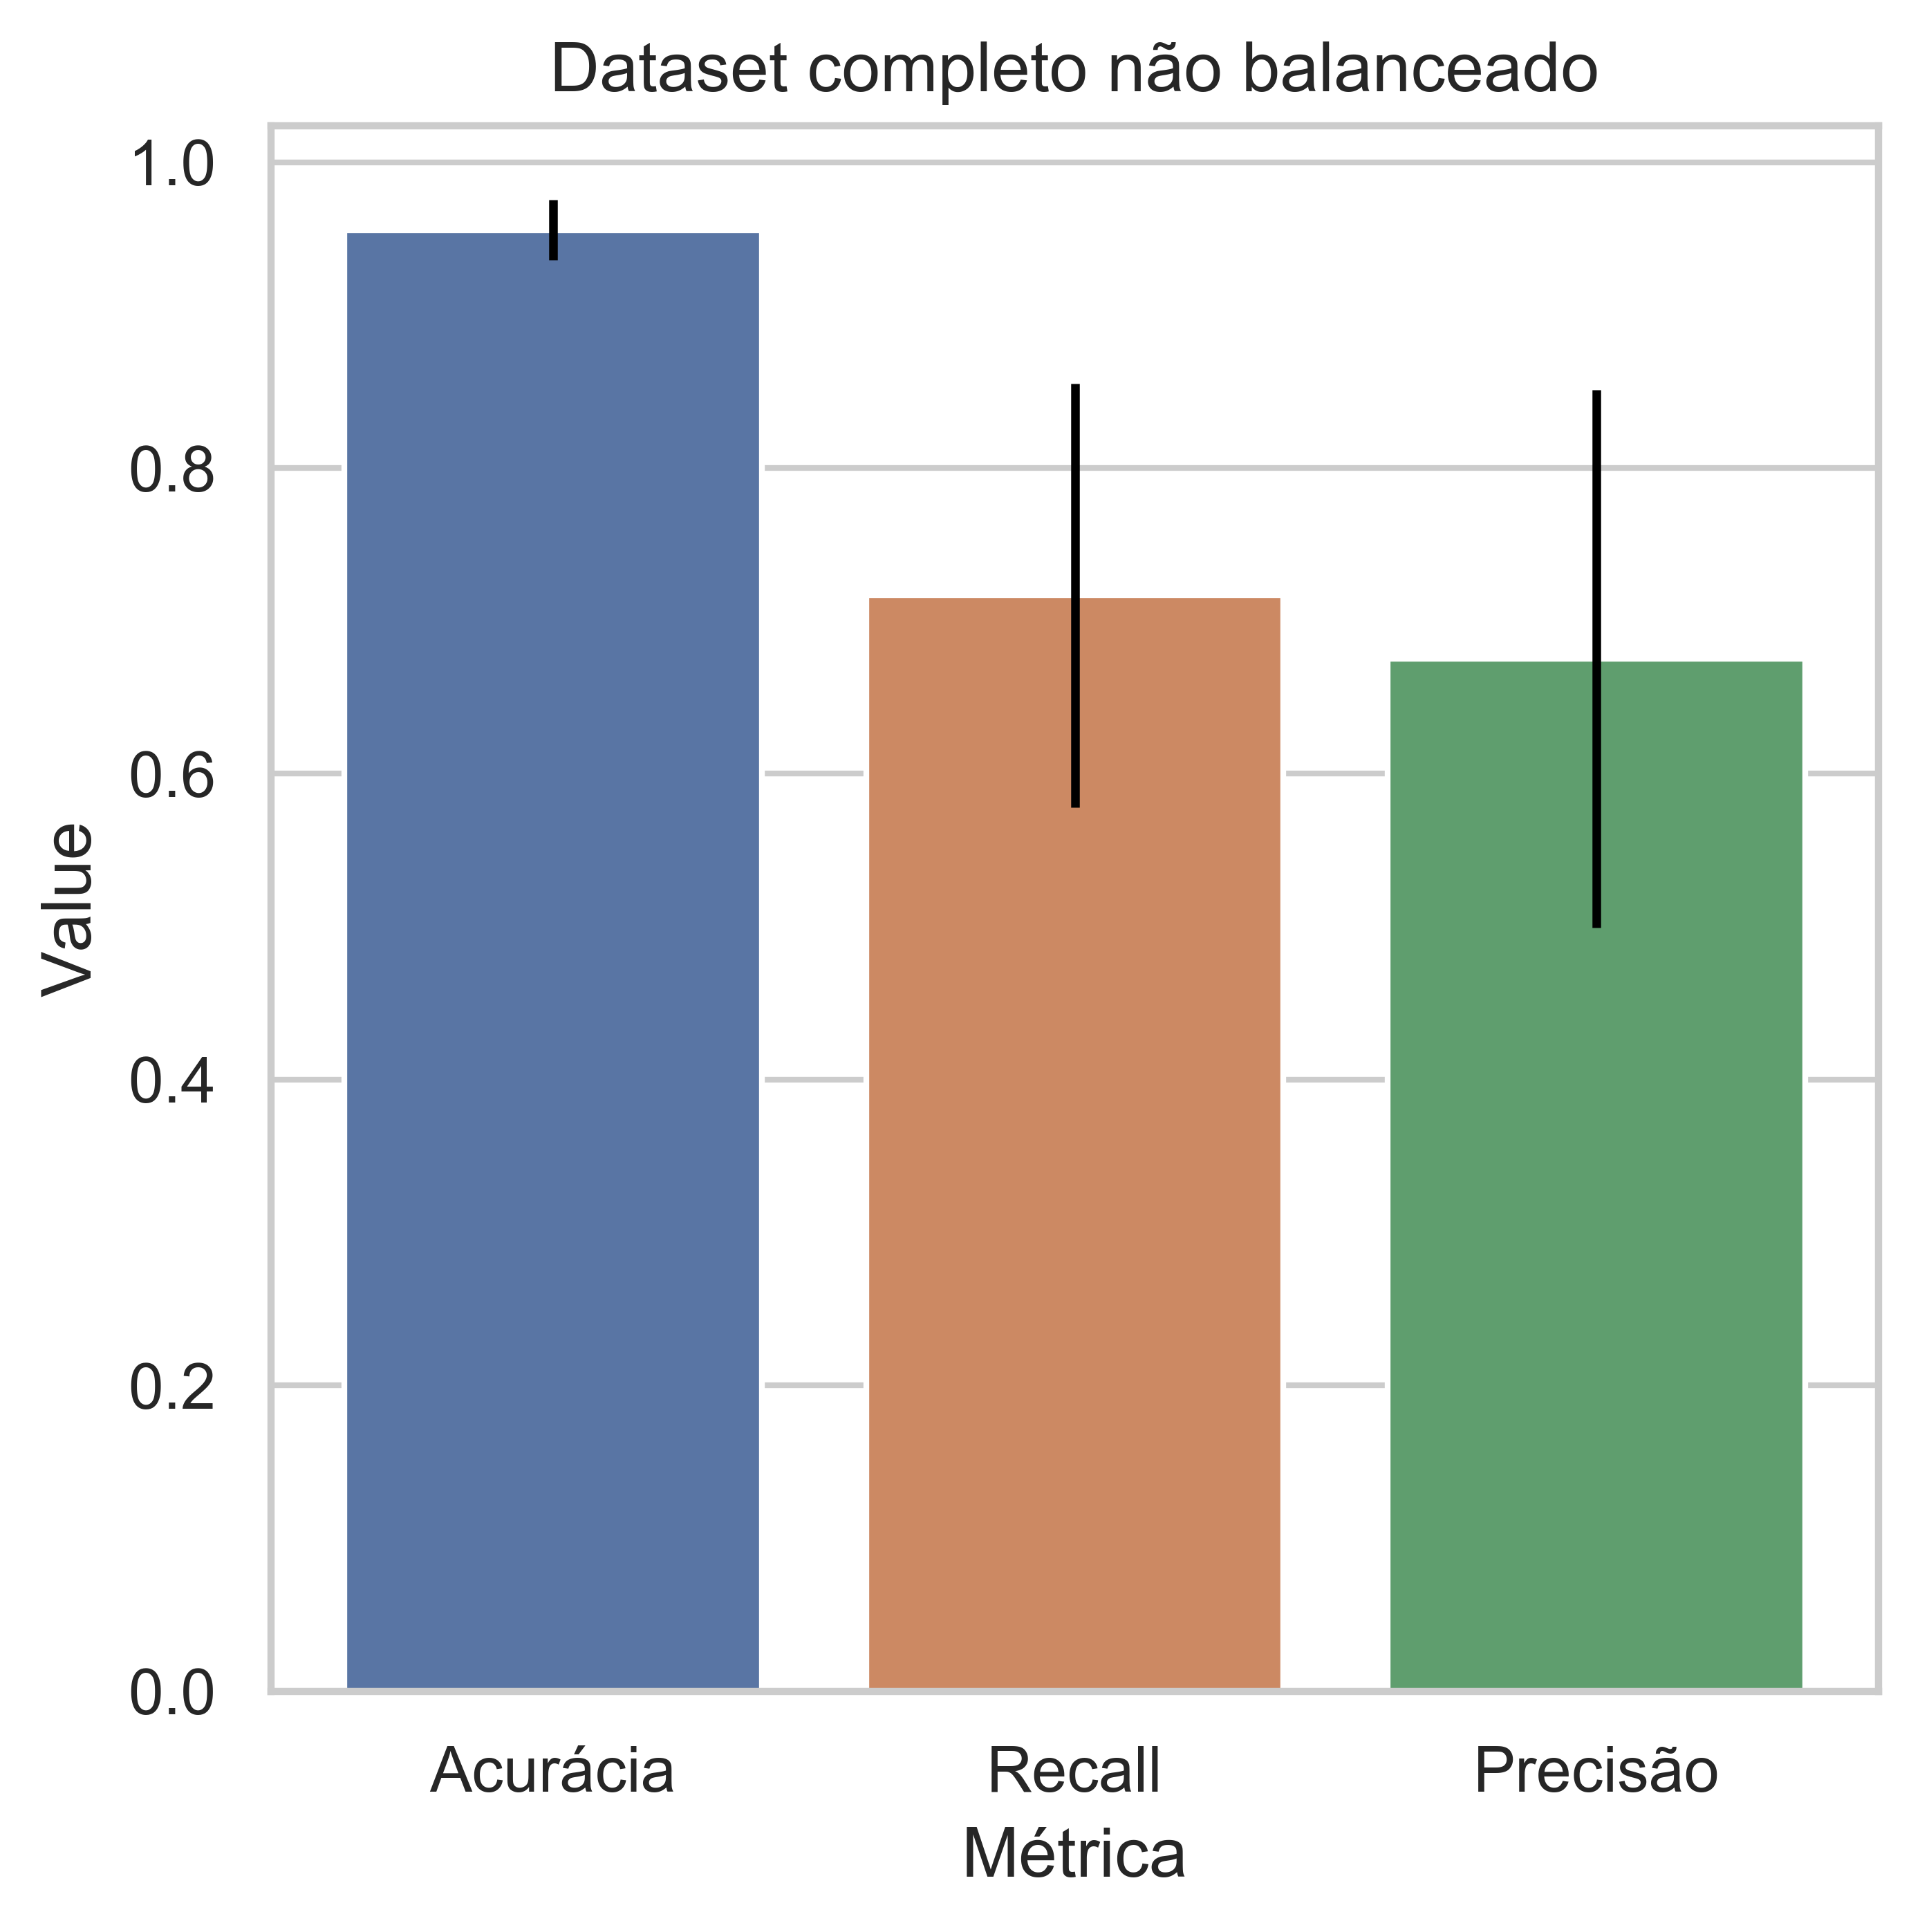 Dataset completo não balanceado
1.0
0.8
0.6
0.4
0.2
0.0
Value
Acurácia Recall Precisão
Métrica